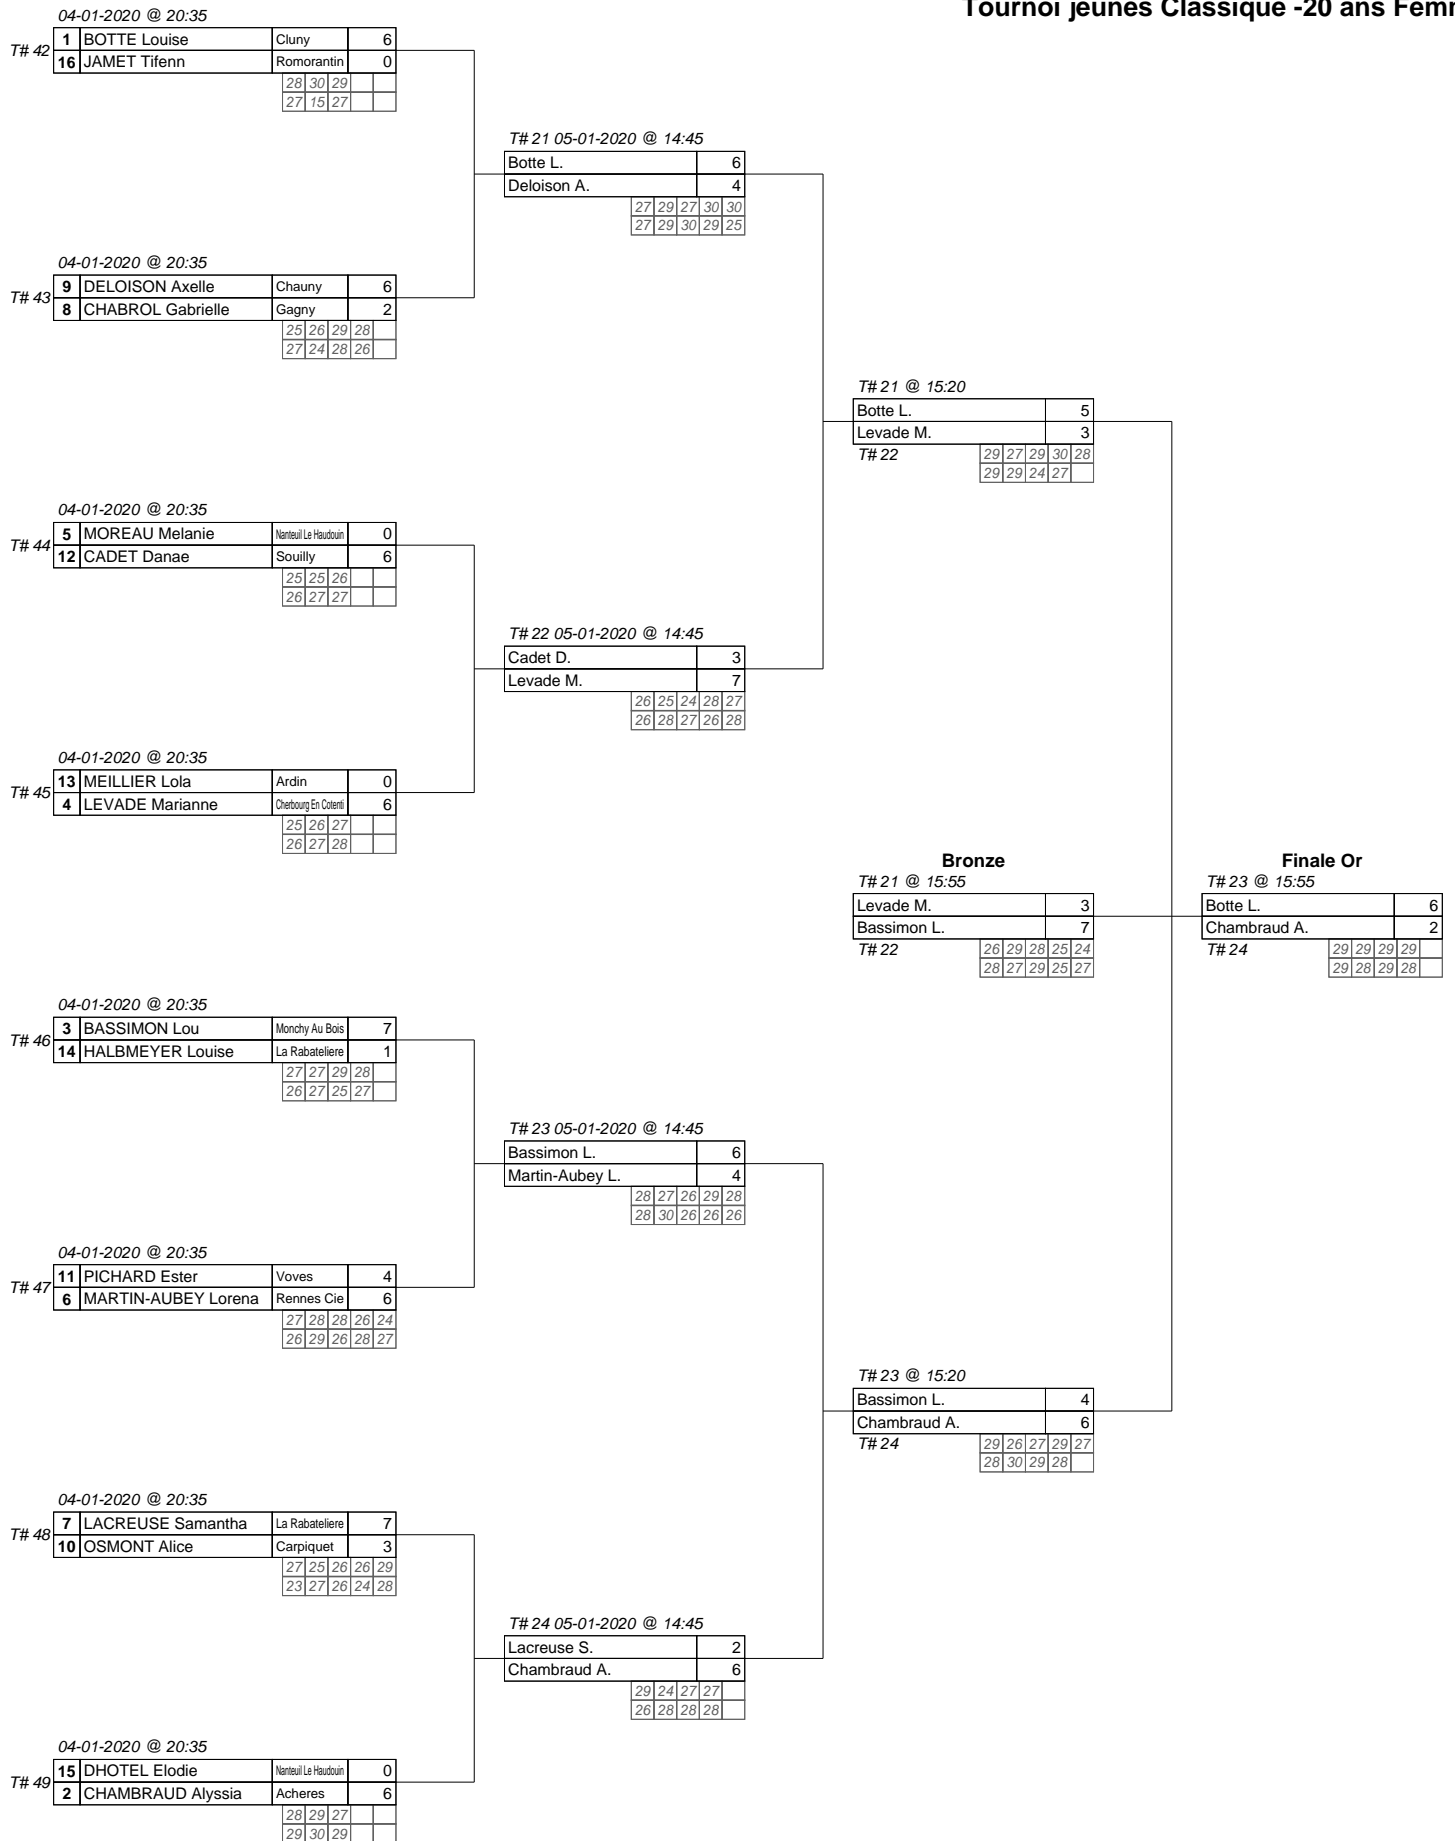 Tournoi jeunes Classique -20 ans
04-01-2020 @ 20:35
T# 42
1 BOTTE Louise Cluny 6
16 JAMET Tifenn Romorantin 0
28 30 29
27 15 27
T# 21 05-01-2020 @ 14:45
Botte L. 6
Deloison A. 4
27 29 27 30 30
27 29 30 29 25
04-01-2020 @ 20:35
T# 43
9 DELOISON Axelle Chauny 6
8 CHABROL Gabrielle Gagny 2
25 26 29 28
27 24 28 26
T# 21 @ 15:20
Botte L. 5
Levade M. 3
T# 22
29 27 29 30 28
29 29 24 27
04-01-2020 @ 20:35
T# 44
5 MOREAU Melanie Nanteuil Le Haudouin 0
12 CADET Danae Souilly 6
25 25 26
26 27 27
T# 22 05-01-2020 @ 14:45
Cadet D. 3
Levade M. 7
26 25 24 28 27
26 28 27 26 28
04-01-2020 @ 20:35
T# 45
13 MEILLIER Lola Ardin 0
4 LEVADE Marianne Cherbourg En Cotenti 6
25 26 27
26 27 28
Bronze
T# 21 @ 15:55
Levade M. 3
Bassimon L. 7
T# 22
26 29 28 25 24
28 27 29 25 27
Finale Or
T# 23 @ 15:55
Botte L. 6
Chambraud A. 2
T# 24
29 29 29 29
29 28 29 28
04-01-2020 @ 20:35
T# 46
3 BASSIMON Lou Monchy Au Bois 7
14 HALBMEYER Louise La Rabateliere 1
27 27 29 28
26 27 25 27
T# 23 05-01-2020 @ 14:45
Bassimon L. 6
Martin-Aubey L. 4
28 27 26 29 28
28 30 26 26 26
04-01-2020 @ 20:35
T# 47
11 PICHARD Ester Voves 4
6 MARTIN-AUBEY Lorena Rennes Cie 6
27 28 28 26 24
26 29 26 28 27
T# 23 @ 15:20
Bassimon L. 4
Chambraud A. 6
T# 24
29 26 27 29 27
28 30 29 28
04-01-2020 @ 20:35
T# 48
7 LACREUSE Samantha La Rabateliere 7
10 OSMONT Alice Carpiquet 3
27 25 26 26 29
23 27 26 24 28
T# 24 05-01-2020 @ 14:45
Lacreuse S. 2
Chambraud A. 6
29 24 27 27
26 28 28 28
04-01-2020 @ 20:35
T# 49
15 DHOTEL Elodie Nanteuil Le Haudouin 0
2 CHAMBRAUD Alyssia Acheres 6
28 29 27
29 30 29